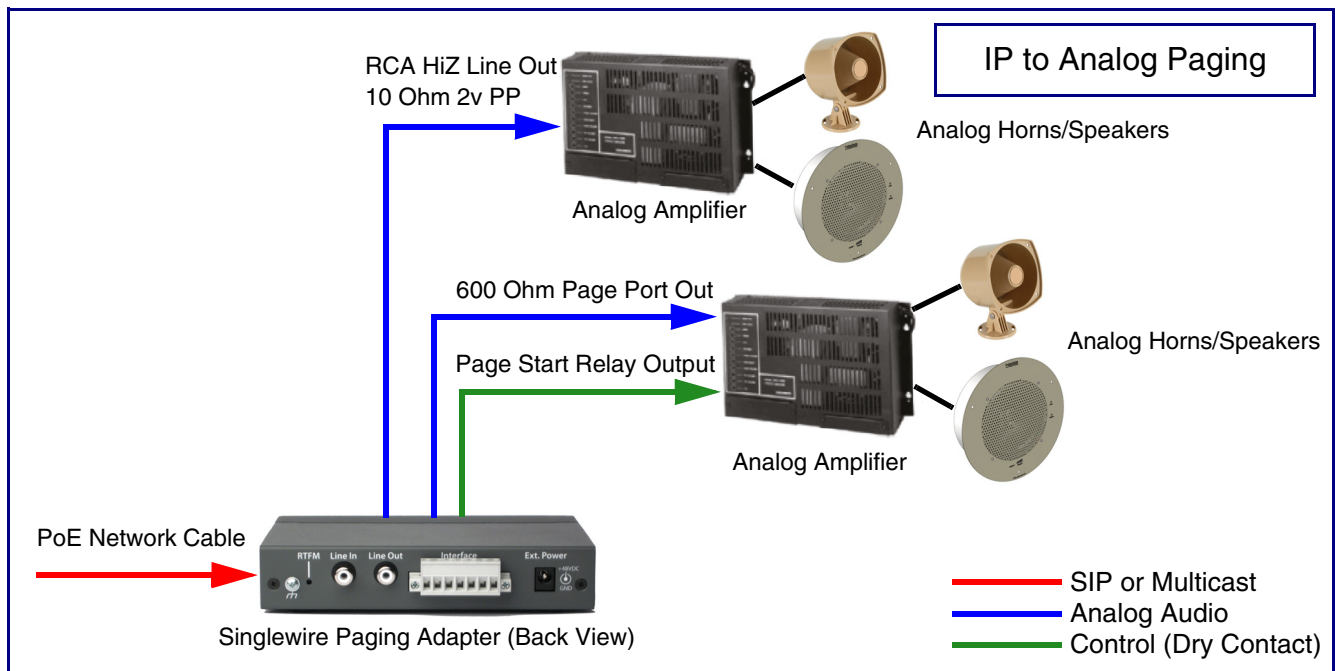 IP to Analog Paging
RCA HiZ Line Out
10 Ohm 2v PP
Analog Horns/Speakers
Analog Amplifier
600 Ohm Page Port Out
Analog Horns/Speakers
Page Start Relay Output
Analog Amplifier
PoE Network Cable
RTFM
Line In
Line Out
Interface
Ext. Power
+48VDC
GND
Singlewire Paging Adapter (Back View)
SIP or Multicast
Analog Audio
Control (Dry Contact)